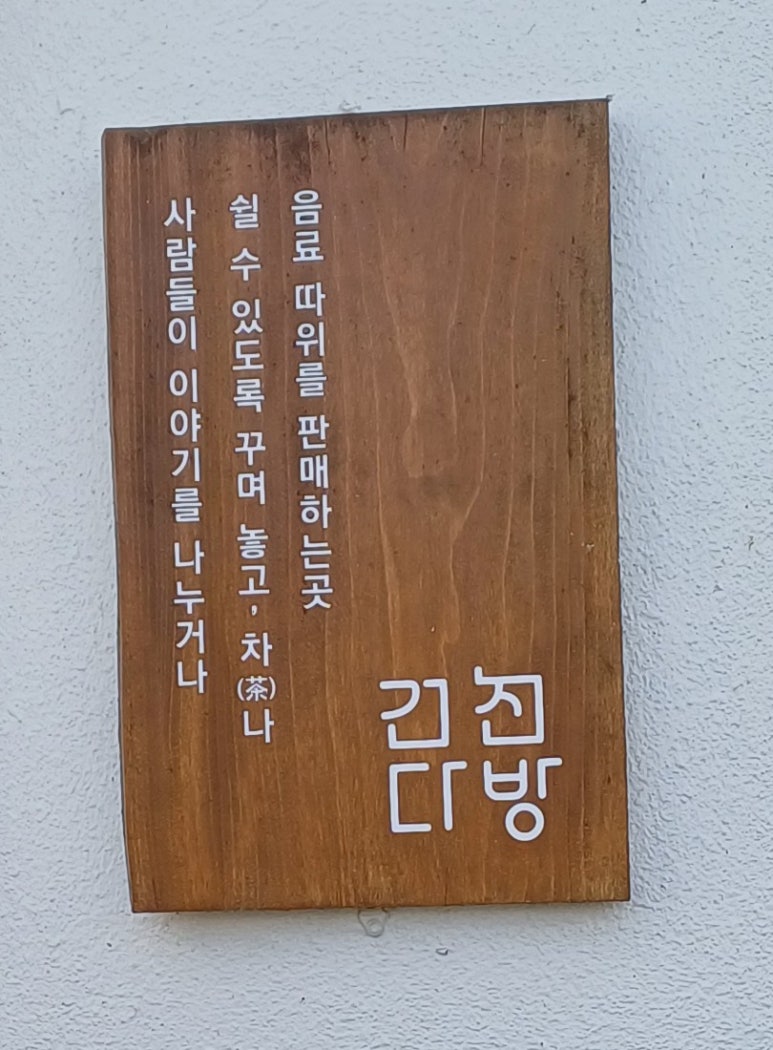 사람들이 이야기를 나누거나
쉴 수 있도록 꾸며 놓고, 차(茶)나
음료 따위를 판매하는곳
다방